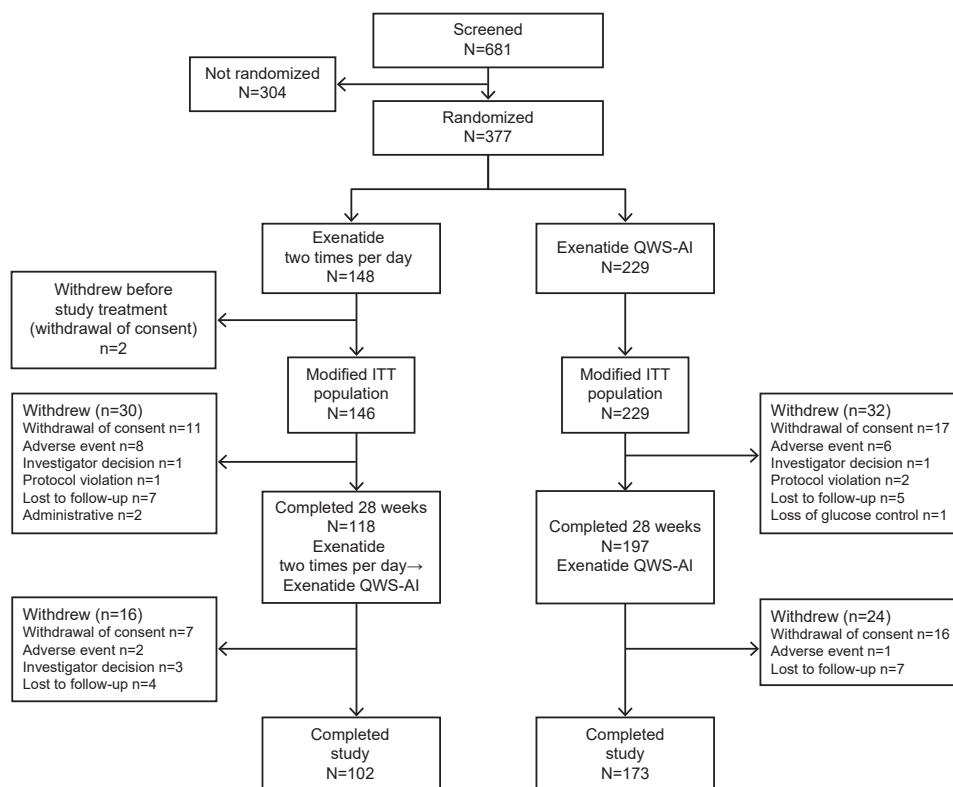 Screened
N=681
Not randomized
N=304
Randomized
N=377
Exenatide
two times per day
N=148
Exenatide QWS-AI
N=229
Withdrew before
study treatment
(withdrawal of consent)
n=2
Modified ITT
population
N=146
Modified ITT
population
N=229
Withdrew (n=30)
Withdrawal of consent n=11
Adverse event n=8
Investigator decision n=1
Protocol violation n=1
Lost to follow-up n=7
Administrative n=2
Withdrew (n=32)
Withdrawal of consent n=17
Adverse event n=6
Investigator decision n=1
Protocol violation n=2
Lost to follow-up n=5
Loss of glucose control n=1
Completed 28 weeks
N=118
Exenatide
two times per day→
Exenatide QWS-AI
Completed 28 weeks
N=197
Exenatide QWS-AI
Withdrew (n=16)
Withdrawal of consent n=7
Adverse event n=2
Investigator decision n=3
Lost to follow-up n=4
Withdrew (n=24)
Withdrawal of consent n=16
Adverse event n=1
Lost to follow-up n=7
Completed
study
N=102
Completed
study
N=173